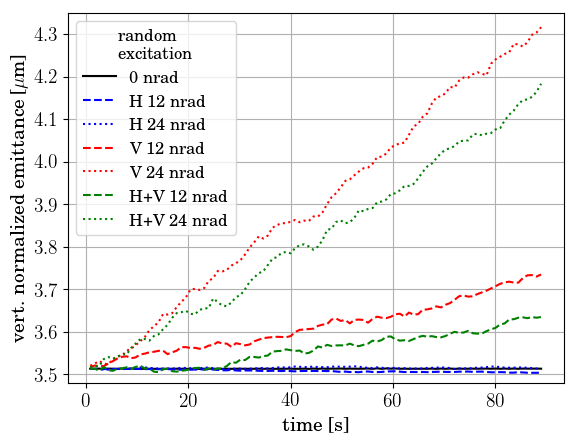 random
excitation
0 nrad
H 12 nrad
H 24 nrad
V 12 nrad
V 24 nrad
H+V 12 nrad
H+V 24 nrad
vert. normalized emittance [μm]
4.3
4.2
4.1
4.0
3.9
3.8
3.7
3.6
3.5
0 20 40 60 80
time [s]